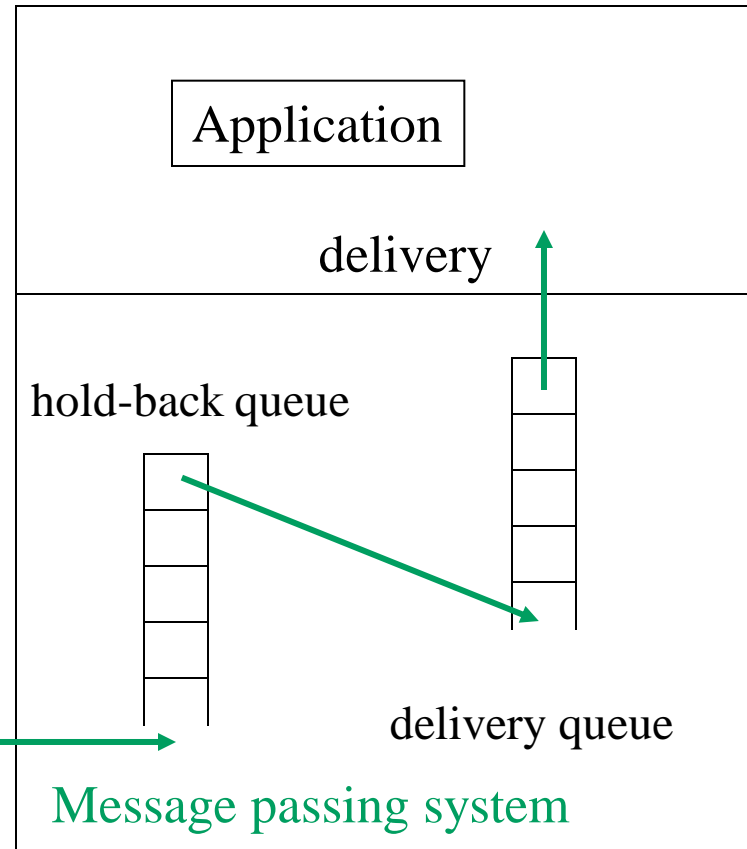 Application
delivery
hold-back queue
delivery queue
Message passing system